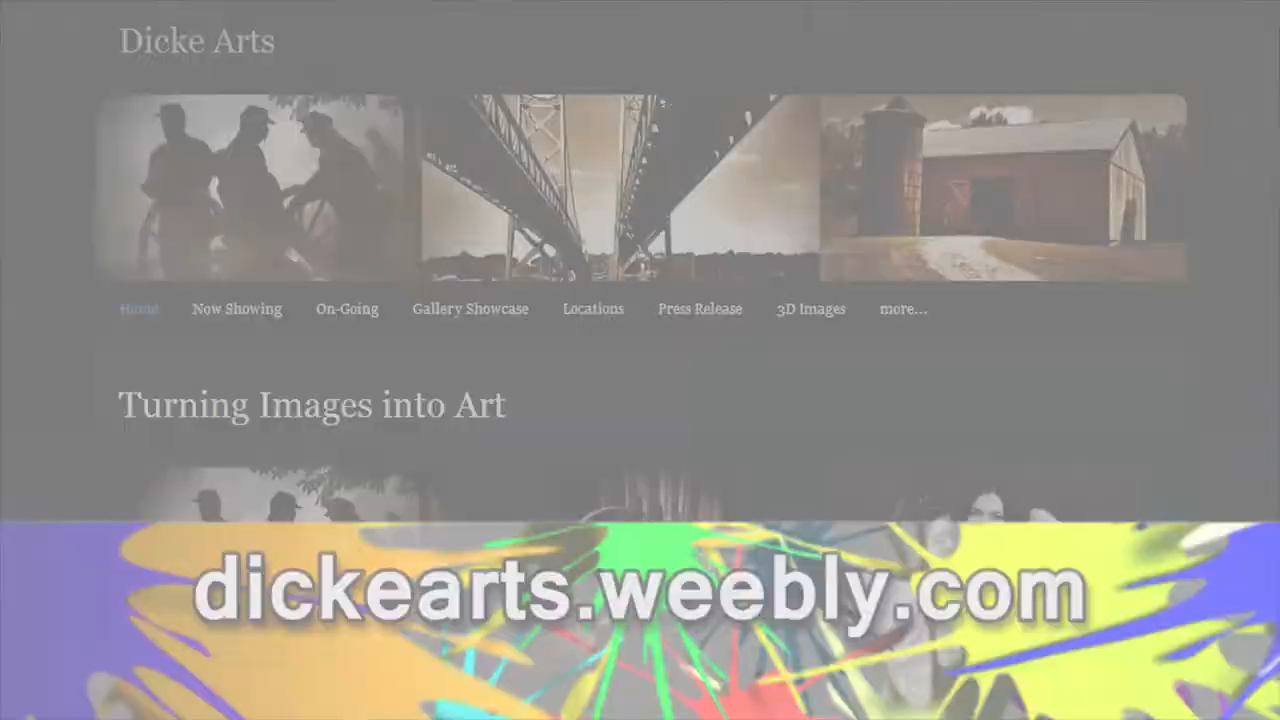 Dicke Arts
Home Now Showing On-Going Gallery Showcase Locations Press Release 3D Images more...
Turning Images into Art
dickearts.weebly.com